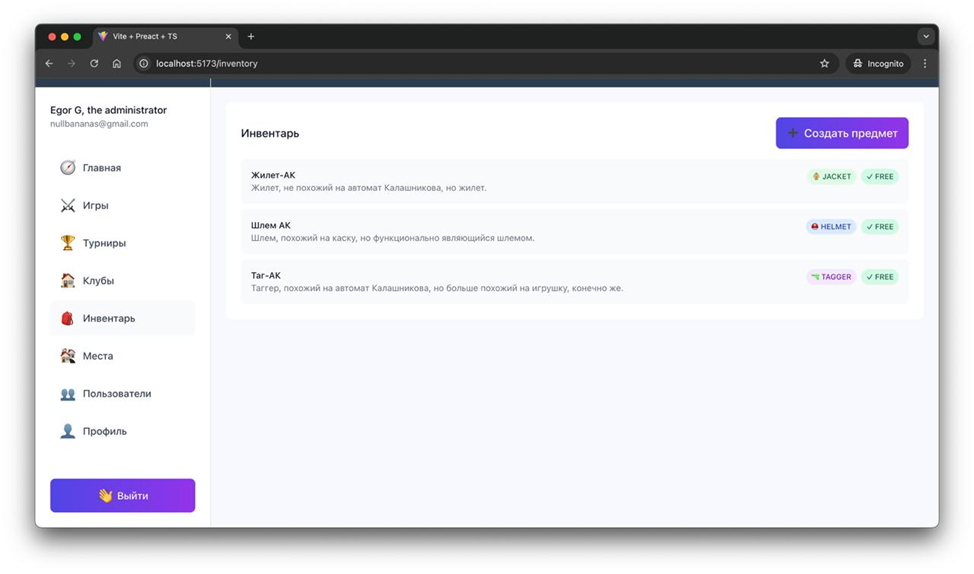 Vite + Preact + TS
localhost:5173/inventory
Incognito
Egor G, the administrator
nullbananas@gmail.com
Главная
Игры
Турниры
Клубы
Инвентарь
Места
Пользователи
Профиль
Выйти
Инвентарь
Создать предмет
Жилет-АК
JACKET
✓ FREE
Жилет, не похожий на автомат Калашникова, но жилет.
Шлем АК
HELMET
✓ FREE
Шлем, похожий на каску, но функционально являющийся шлемом.
Таг-АК
TAGGER
✓ FREE
Таггер, похожий на автомат Калашникова, но больше похожий на игрушку, конечно же.